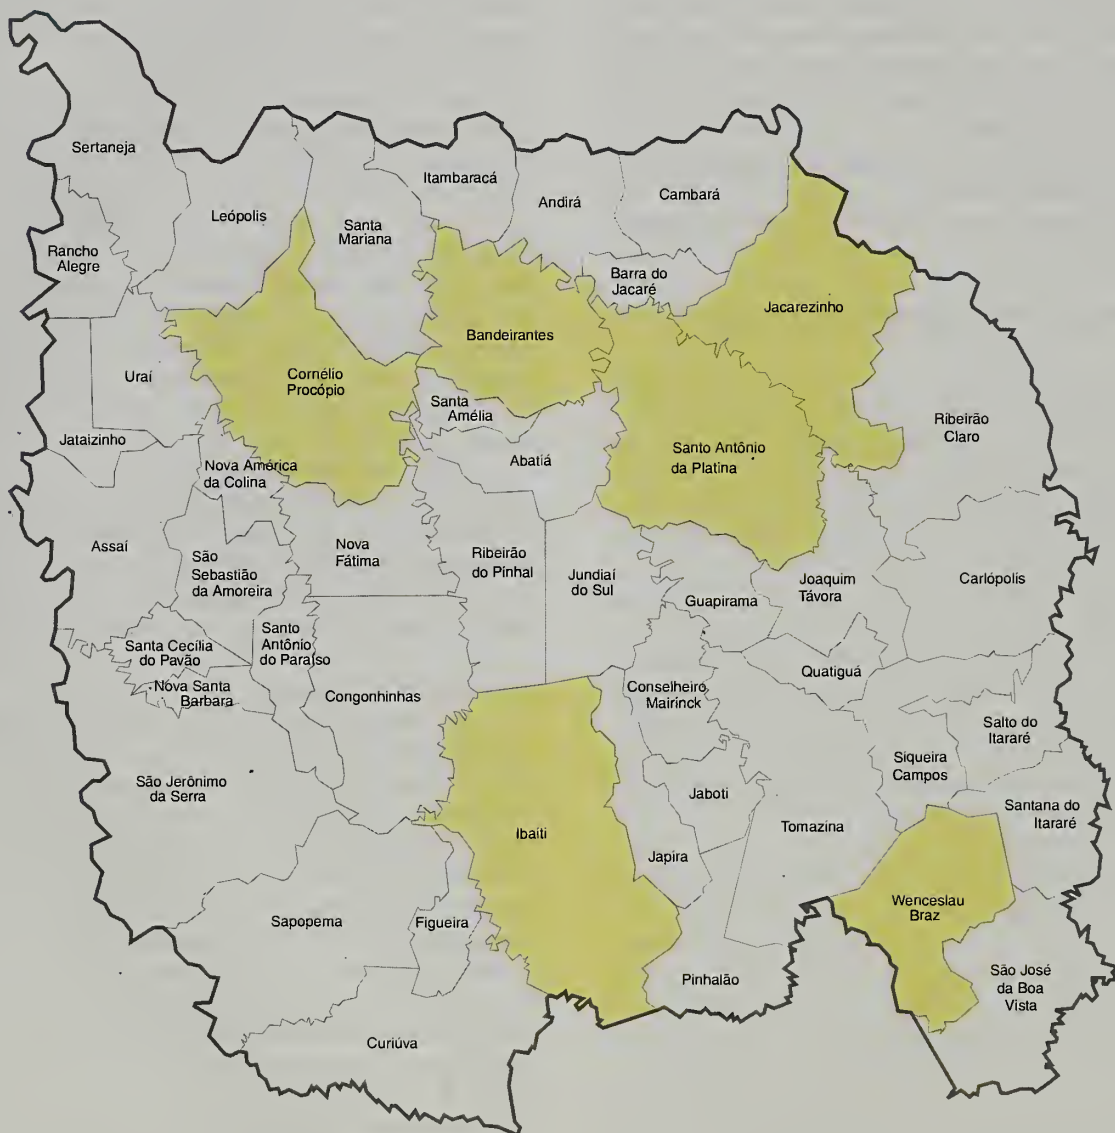 Sertaneja
Itambaracá
Cambará
Andirá
Leópolis
Santa
Mariana
Rancho
Alegre
Barra do
Jacaré
Jacarezinho
Bandeirantes
Uraí
Cornélio
Procópio
Santa
Amélia
Ribeirão
Claro
Jataizinho
Santo Antônio
da Platina
Abatiá
Nova América
da Colina
Assaí
Nova
Fátima
São
Sebastião
da Amoreira
Ribeirão
do Pinhal
Jundiaí
do Sul
Joaquim
Távora
Carlópolis
Guapirama
Santa Cecília
do Pavão
Santo
Antônio
do Paraíso
Quatiguá
Nova Santa
Barbara
Congonhinhas
Conselheiro
Mairinck
Salto do
Itararé
Siqueira
Campos
São Jerônimo
da Serra
Jaboti
Santana do
Itararé
Ibaiti
Tomazina
Japira
Wenceslau
Braz
Sapopema
Figueira
Pinhalão
São José
da Boa
Vista
Curiúva